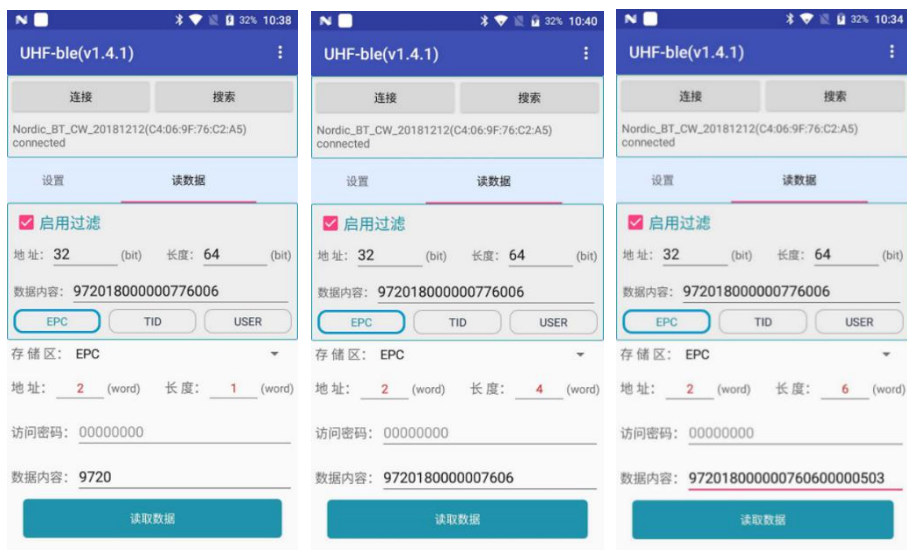 32% 10:38
UHF-ble(v1.4.1)
连接 搜索
Nordic_BT_CW_20181212(C4:06:9F:76:C2:A5)
connected
设置 读数据
启用过滤
地址: 32 (bit) 长度: 64 (bit)
数据内容: 972018000000776006
EPC TID USER
存储区: EPC
地址: 2 (word) 长度: 1 (word)
访问密码: 00000000
数据内容: 9720
读取数据
32% 10:40
UHF-ble(v1.4.1)
连接 搜索
Nordic_BT_CW_20181212(C4:06:9F:76:C2:A5)
connected
设置 读数据
启用过滤
地址: 32 (bit) 长度: 64 (bit)
数据内容: 972018000000776006
EPC TID USER
存储区: EPC
地址: 2 (word) 长度: 4 (word)
访问密码: 00000000
数据内容: 9720180000007606
读取数据
32% 10:34
UHF-ble(v1.4.1)
连接 搜索
Nordic_BT_CW_20181212(C4:06:9F:76:C2:A5)
connected
设置 读数据
启用过滤
地址: 32 (bit) 长度: 64 (bit)
数据内容: 972018000000776006
EPC TID USER
存储区: EPC
地址: 2 (word) 长度: 6 (word)
访问密码: 00000000
数据内容: 972018000000760600000503
读取数据